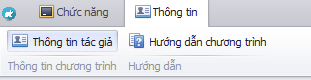 Chức năng Thông tin
Thông tin tác giả Hướng dẫn chương trình
Thông tin chương trình Hướng dẫn